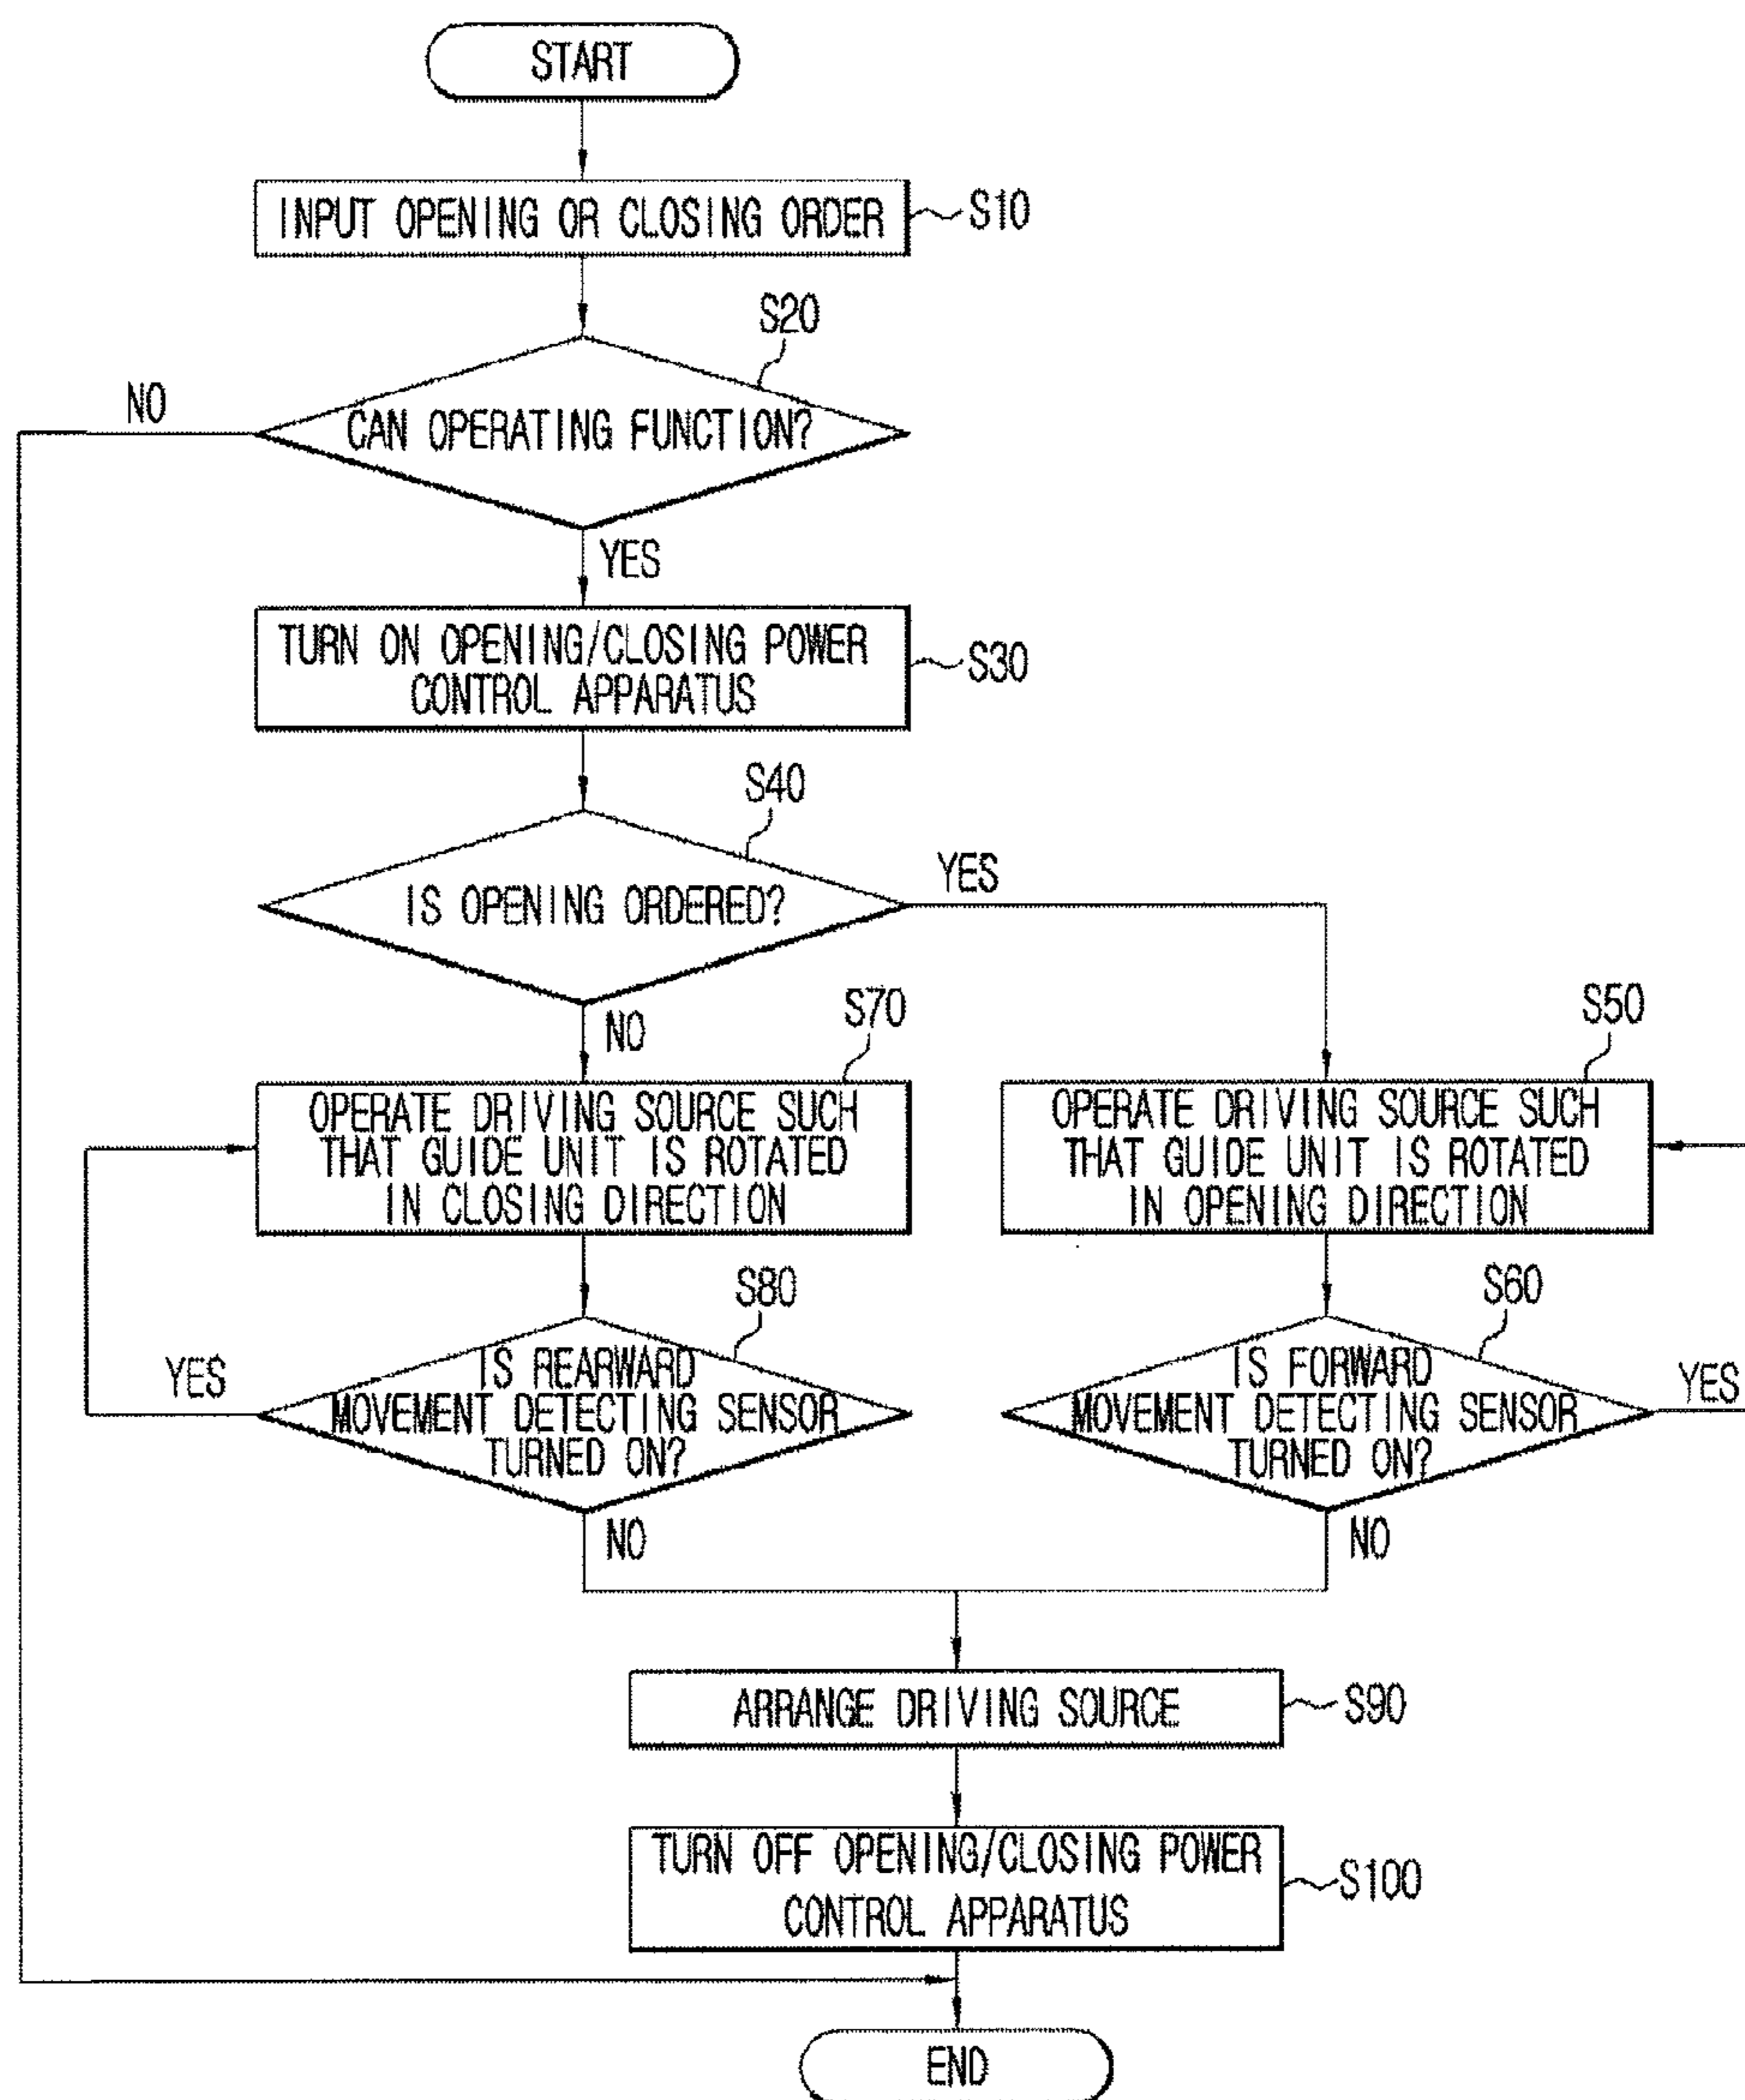 START
INPUT OPENING OR CLOSING ORDER
S10
S20
NO
CAN OPERATING FUNCTION?
YES
TURN ON OPENING/CLOSING POWER
CONTROL APPARATUS
S30
S40
YES
IS OPENING ORDERED?
NO
S70
S50
OPERATE DRIVING SOURCE SUCH
THAT GUIDE UNIT IS ROTATED
IN CLOSING DIRECTION
OPERATE DRIVING SOURCE SUCH
THAT GUIDE UNIT IS ROTATED
IN OPENING DIRECTION
S80
S60
YES
IS REARWARD
MOVEMENT DETECTING SENSOR
TURNED ON?
IS FORWARD
MOVEMENT DETECTING SENSOR
TURNED ON?
YES
NO
NO
ARRANGE DRIVING SOURCE
S90
TURN OFF OPENING/CLOSING POWER
CONTROL APPARATUS
S100
END